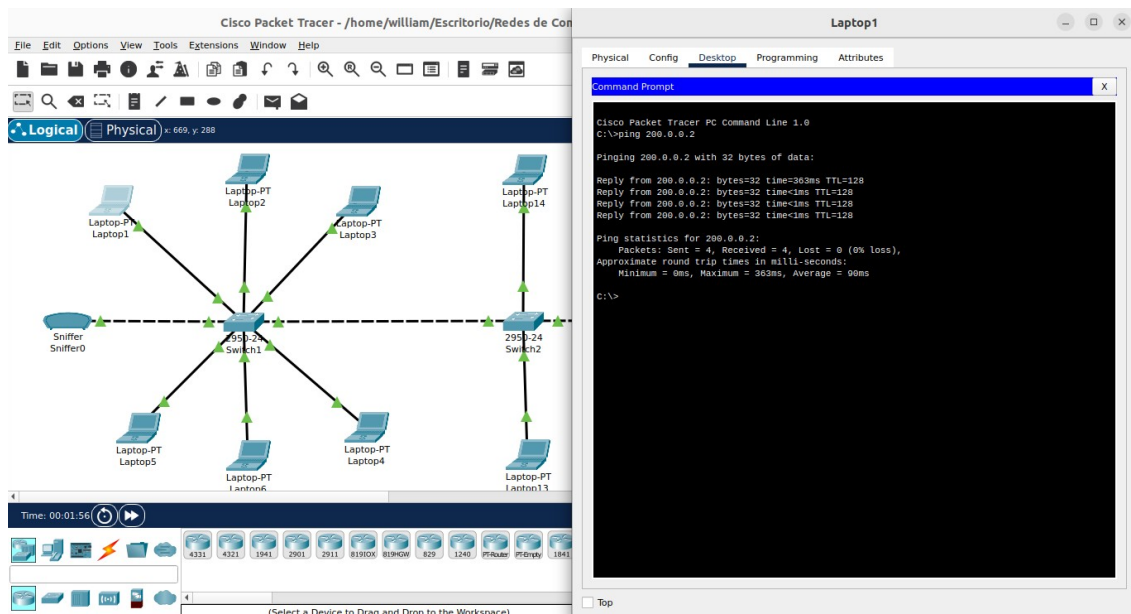 Cisco Packet Tracer - /home/william/Escritorio/Redes de Con
File Edit Options View Tools Extensions Window Help
Logical Physical x: 669, y: 288
Laptop-PT
Laptop1
Laptop-PT
Laptop2
Laptop-PT
Laptop3
Laptop-PT
Laptop14
Sniffer
Sniffer0
2950-24
Switch1
2950-24
Switch2
Laptop-PT
Laptop5
Laptop-PT
Laptop6
Laptop-PT
Laptop4
Laptop-PT
Laptop13
Time: 00:01:56
4331 4321 1941 2901 2911 819IOX 819HGW 829 1240 PT-Router PT-Empty 1841
(Select a Device to Drag and Drop to the Workspace)
Laptop1
Physical Config Desktop Programming Attributes
Command Prompt
X
Cisco Packet Tracer PC Command Line 1.0
C:\>ping 200.0.0.2
Pinging 200.0.0.2 with 32 bytes of data:
Reply from 200.0.0.2: bytes=32 time=363ms TTL=128
Reply from 200.0.0.2: bytes=32 time<1ms TTL=128
Reply from 200.0.0.2: bytes=32 time<1ms TTL=128
Reply from 200.0.0.2: bytes=32 time<1ms TTL=128
Ping statistics for 200.0.0.2:
Packets: Sent = 4, Received = 4, Lost = 0 (0% loss),
Approximate round trip times in milli-seconds:
Minimum = 0ms, Maximum = 363ms, Average = 90ms
C:\>
Top